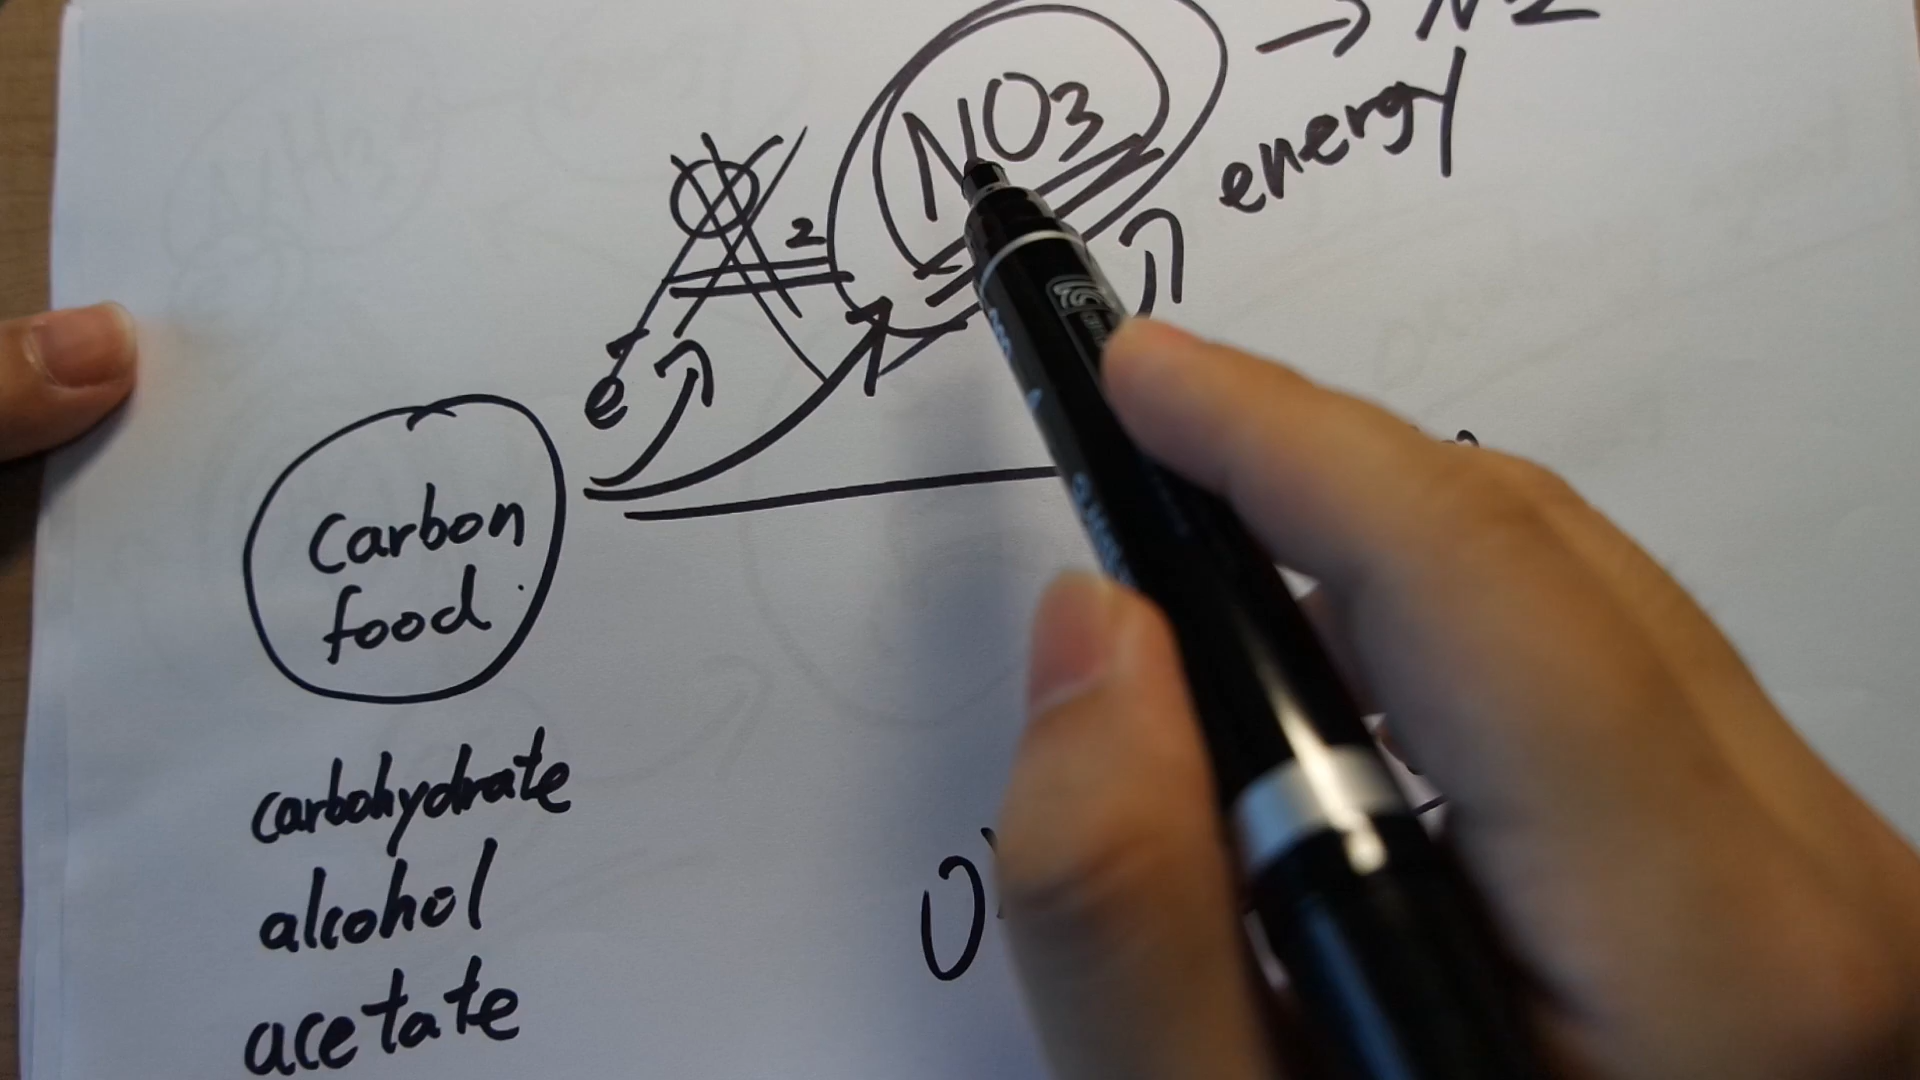 NO3
→ N2
energy
2
e
carbon
food
carbohydrate
alcohol
acetate